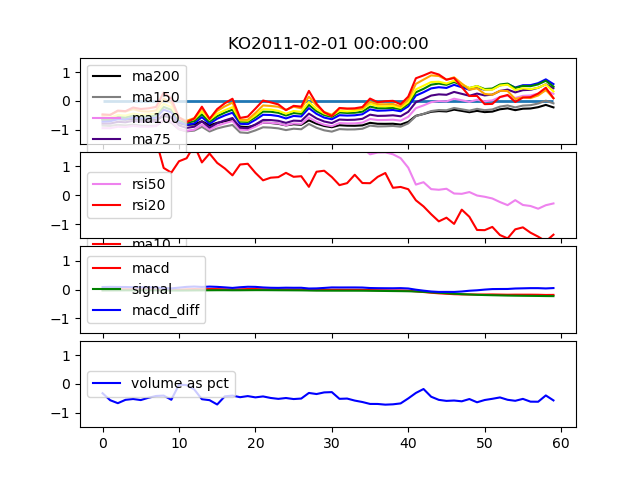 KO2011-02-01 00:00:00
1
0
−1
ma200
ma150
ma100
ma75
1
0
−1
rsi50
rsi20
ma10
1
0
−1
macd
signal
macd_diff
1
0
−1
volume as pct
0 10 20 30 40 50 60